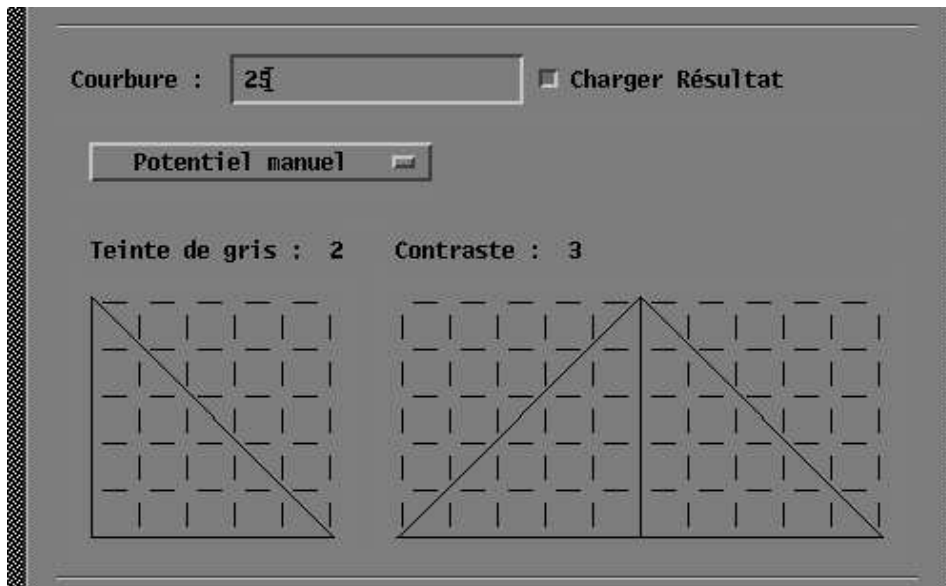 Courbure : 25 Charger Résultat
Potentiel manuel
Teinte de gris : 2 Contraste : 3